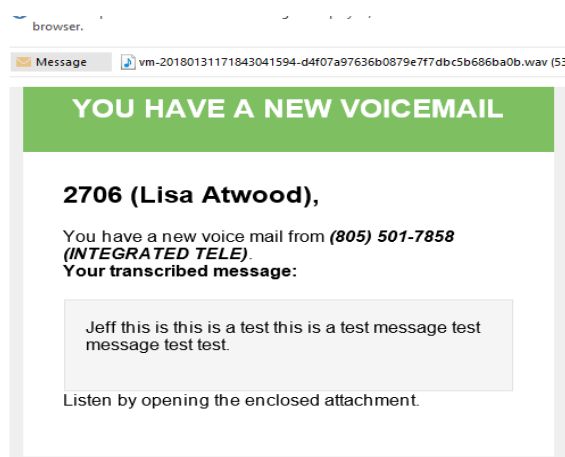 browser.
Message vm-20180131171843041594-d4f07a97636b0879e7f7dbc5b686ba0b.wav (53
YOU HAVE A NEW VOICEMAIL
2706 (Lisa Atwood),
You have a new voice mail from (805) 501-7858
(INTEGRATED TELE).
Your transcribed message:
Jeff this is this is a test this is a test message test
message test test.
Listen by opening the enclosed attachment.